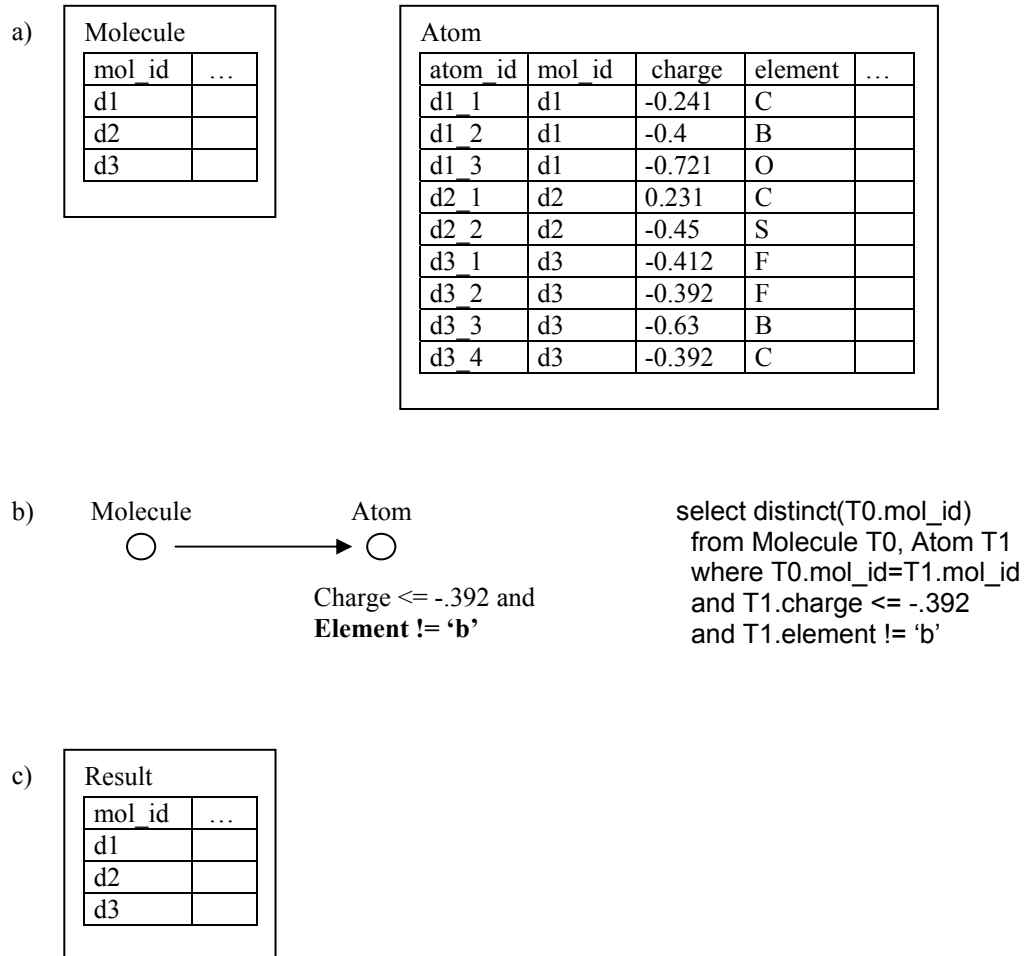 a)
Molecule
mol_id …
d1
d2
d3
Atom
atom_id mol_id charge element …
d1_1 d1 -0.241 C
d1_2 d1 -0.4 B
d1_3 d1 -0.721 O
d2_1 d2 0.231 C
d2_2 d2 -0.45 S
d3_1 d3 -0.412 F
d3_2 d3 -0.392 F
d3_3 d3 -0.63 B
d3_4 d3 -0.392 C
b)
Molecule
Atom
Charge <= -.392 and
Element != ‘b’
select distinct(T0.mol_id)
from Molecule T0, Atom T1
where T0.mol_id=T1.mol_id
and T1.charge <= -.392
and T1.element != ‘b’
c)
Result
mol_id …
d1
d2
d3